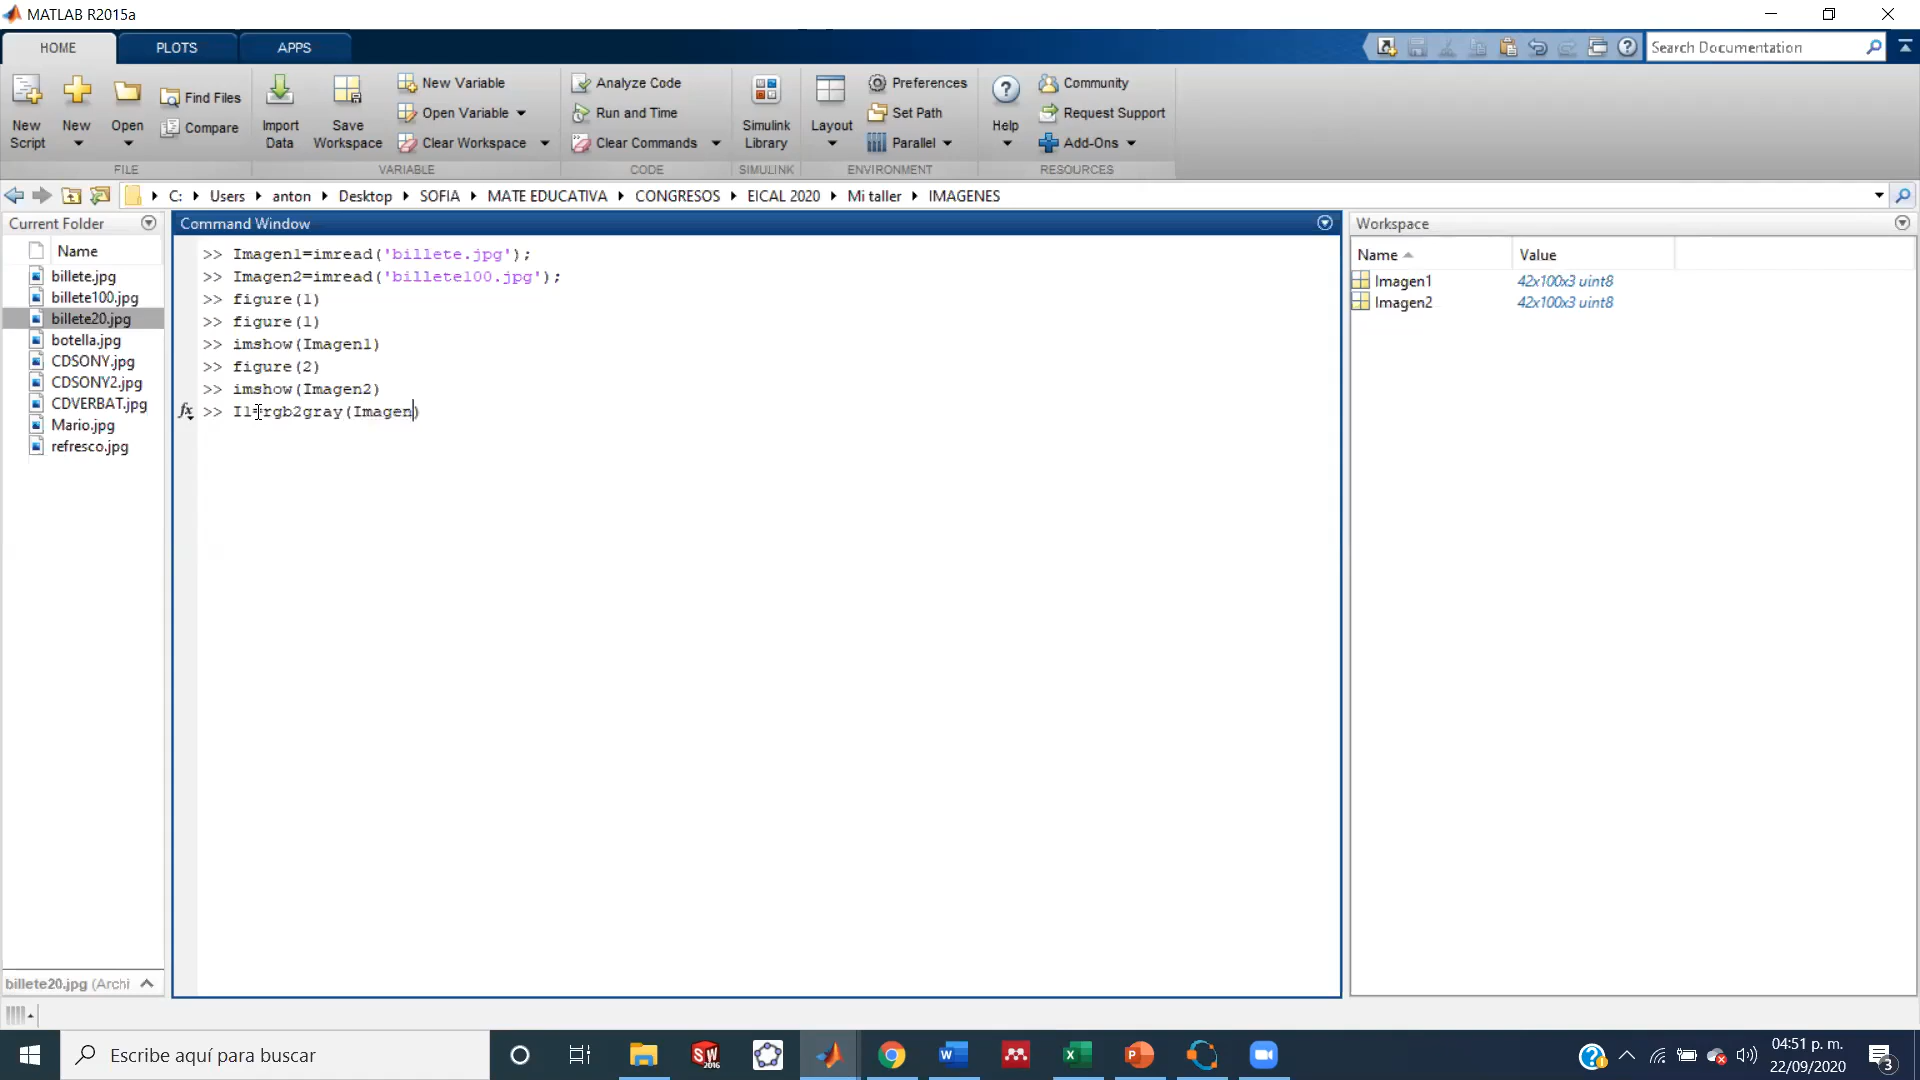 MATLAB R2015a
HOME PLOTS APPS
Search Documentation
New Script
New
Open
Find Files
Compare
FILE
Import Data
Save Workspace
New Variable
Open Variable
Clear Workspace
VARIABLE
Analyze Code
Run and Time
Clear Commands
CODE
Simulink Library
SIMULINK
Layout
Preferences
Set Path
Parallel
ENVIRONMENT
Help
Community
Request Support
Add-Ons
RESOURCES
C: Users anton Desktop SOFIA MATE EDUCATIVA CONGRESOS EICAL 2020 Mi taller IMAGENES
Current Folder
Name
billete.jpg
billete100.jpg
billete20.jpg
botella.jpg
CDSONY.jpg
CDSONY2.jpg
CDVERBAT.jpg
Mario.jpg
refresco.jpg
billete20.jpg (Archi
Command Window
>> Imagen1=imread('billete.jpg');
>> Imagen2=imread('billete100.jpg');
>> figure(1)
>> figure(1)
>> imshow(Imagen1)
>> figure(2)
>> imshow(Imagen2)
fx >> I1=rgb2gray(Imagen)
Workspace
Name Value
Imagen1 42x100x3 uint8
Imagen2 42x100x3 uint8
Escribe aquí para buscar
SW 2016
W
X
P
04:51 p. m.
22/09/2020
3